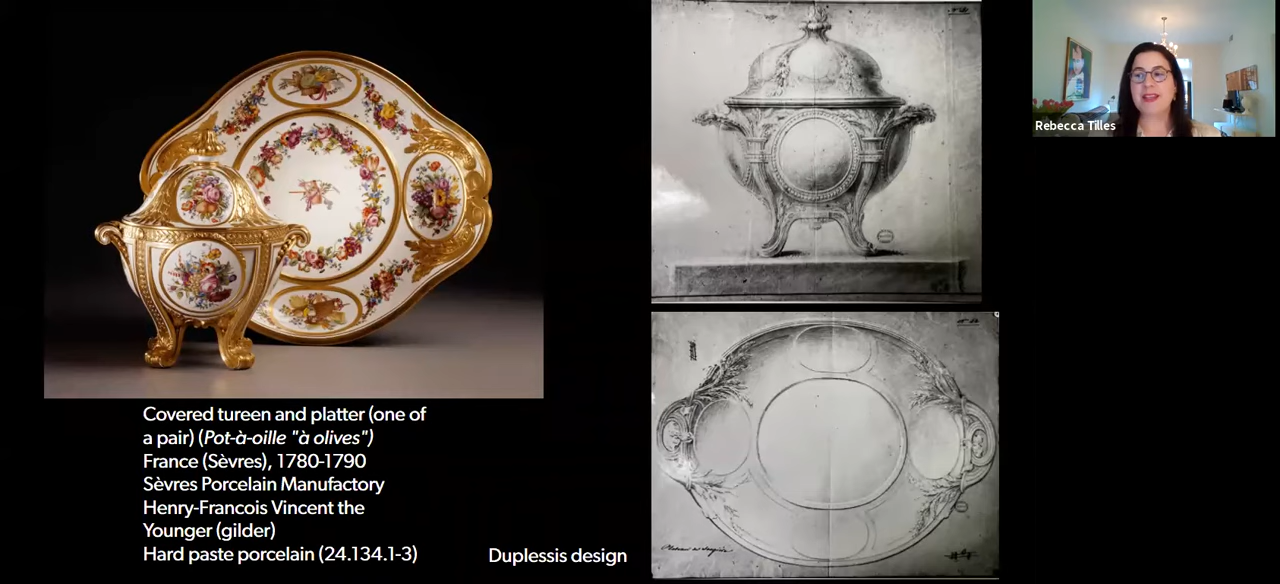 Rebecca Tilles
Covered tureen and platter (one of
a pair) (Pot-à-oille "à olives")
France (Sèvres), 1780-1790
Sèvres Porcelain Manufactory
Henry-Francois Vincent the
Younger (gilder)
Hard paste porcelain (24.134.1-3)
Duplessis design